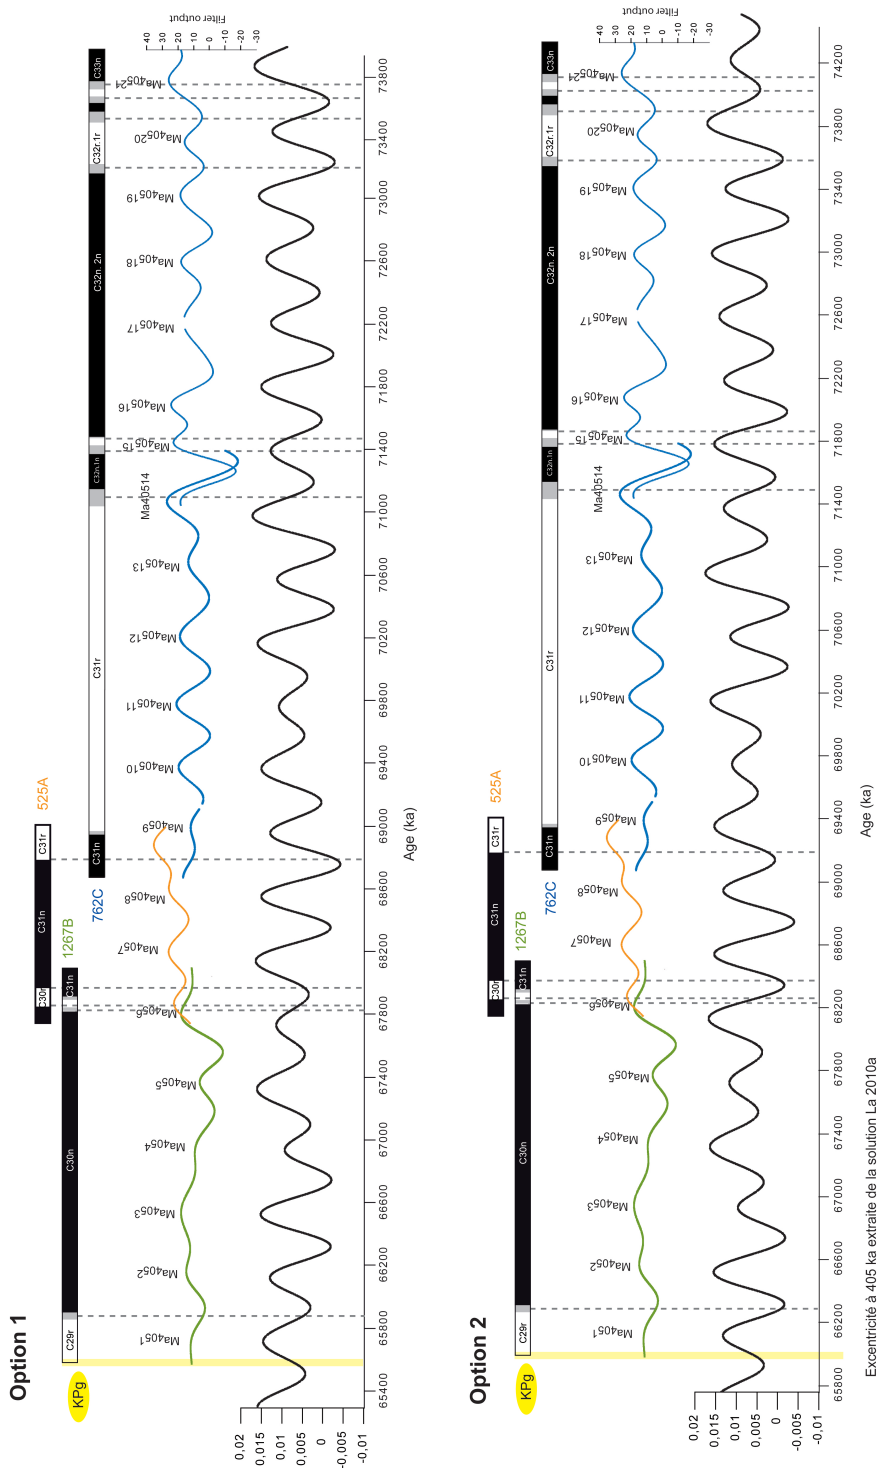 Option 1
KPg
1267B
525A
762C
C30r
C31n
C31r
C29r
C30n
C31n
C31n
C31r
C32n.1n
C32n. 2n
C32r.1r
C33n
Ma4051
Ma4052
Ma4053
Ma4054
Ma4055
Ma4056
Ma4057
Ma4058
Ma4059
Ma40510
Ma40511
Ma40512
Ma40513
Ma40514
Ma40515
Ma40516
Ma40517
Ma40518
Ma40519
Ma40520
Ma40521
Filter output
40
30
20
10
0
-10
-20
-30
0,02
0,015
0,01
0,005
0
-0,005
-0,01
65400
65800
66200
66600
67000
67400
67800
68200
68600
69000
69400
69800
70200
70600
71000
71400
71800
72200
72600
73000
73400
73800
Age (ka)
Option 2
KPg
1267B
525A
762C
C30r
C31n
C31r
C29r
C30n
C31n
C31n
C31r
C32n.1n
C32n. 2n
C32r.1r
C33n
Ma4051
Ma4052
Ma4053
Ma4054
Ma4055
Ma4056
Ma4057
Ma4058
Ma4059
Ma40510
Ma40511
Ma40512
Ma40513
Ma40514
Ma40515
Ma40516
Ma40517
Ma40518
Ma40519
Ma40520
Ma40521
Filter output
40
30
20
10
0
-10
-20
-30
0,02
0,015
0,01
0,005
0
-0,005
-0,01
65800
66200
66600
67000
67400
67800
68200
68600
69000
69400
69800
70200
70600
71000
71400
71800
72200
72600
73000
73400
73800
74200
Age (ka)
Excentricité à 405 ka extraite de la solution La 2010a